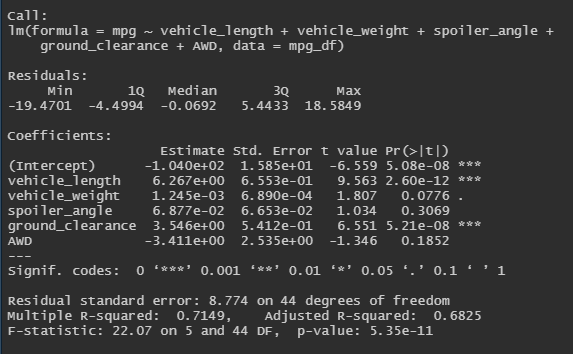 Call:
lm(formula = mpg ~ vehicle_length + vehicle_weight + spoiler_angle +
    ground_clearance + AWD, data = mpg_df)

Residuals:
     Min       1Q   Median       3Q      Max
-19.4701  -4.4994  -0.0692   5.4433  18.5849

Coefficients:
                   Estimate Std. Error t value Pr(>|t|)
(Intercept)      -1.040e+02  1.585e+01  -6.559 5.08e-08 ***
vehicle_length    6.267e+00  6.553e-01   9.563 2.60e-12 ***
vehicle_weight    1.245e-03  6.890e-04   1.807   0.0776 .
spoiler_angle     6.877e-02  6.653e-02   1.034   0.3069
ground_clearance  3.546e+00  5.412e-01   6.551 5.21e-08 ***
AWD              -3.411e+00  2.535e+00  -1.346   0.1852
---
Signif. codes:  0 ‘***’ 0.001 ‘**’ 0.01 ‘*’ 0.05 ‘.’ 0.1 ‘ ’ 1

Residual standard error: 8.774 on 44 degrees of freedom
Multiple R-squared:  0.7149,    Adjusted R-squared:  0.6825
F-statistic: 22.07 on 5 and 44 DF,  p-value: 5.35e-11